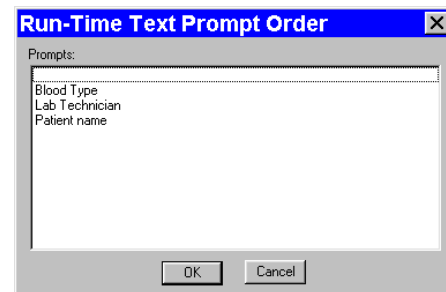 Run-Time Text Prompt Order
Prompts:
Blood Type
Lab Technician
Patient name
OK Cancel